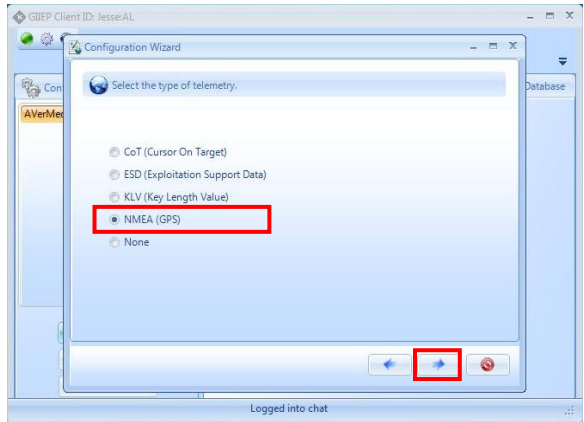 GIIEP Client ID: Jesse:AL
Configuration Wizard
Con
Database
Select the type of telemetry.
AVerMed
CoT (Cursor On Target)
ESD (Exploitation Support Data)
KLV (Key Length Value)
NMEA (GPS)
None
Logged into chat